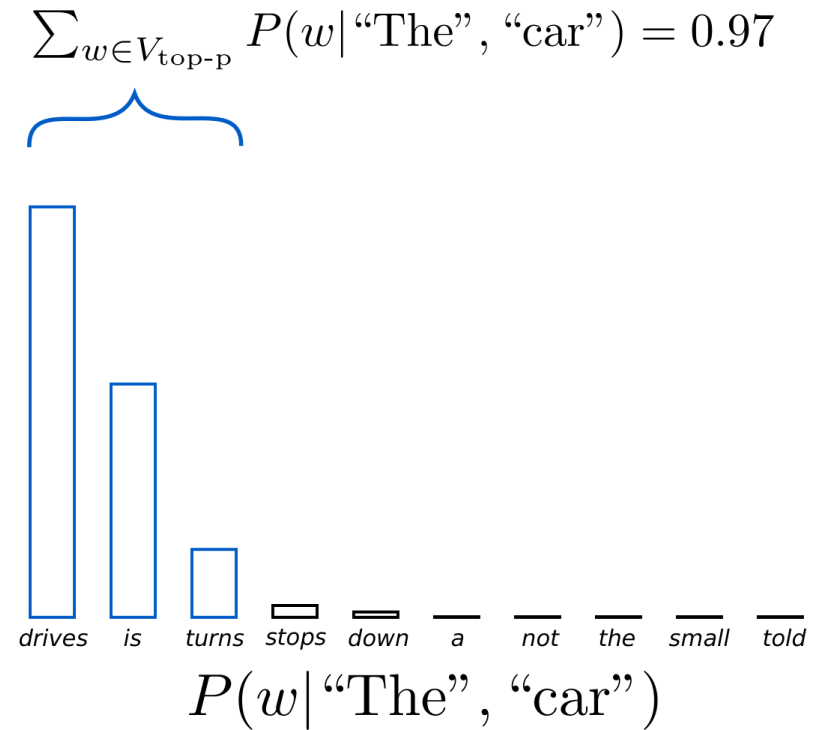 ∑w∈Vtop-p P(w|“The”, “car”) = 0.97
drives is turns stops down a not the small told
P(w|“The”, “car”)